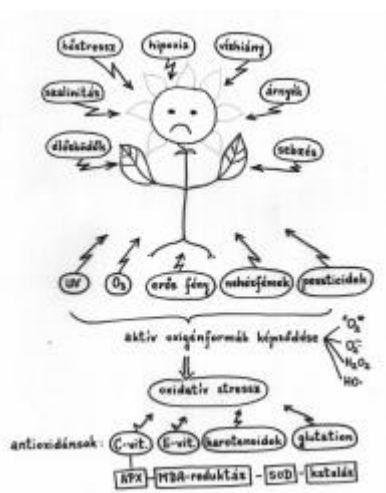 hőstressz
hipoxia
vízhiány
szalinitás
árnyék
élősködők
sebzés
UV
O₃
erős fény
nehézfémek
peszticidek
aktív oxigénformák képződése
¹O₂*
O₂⁻
H₂O₂
HO·
oxidatív stressz
antioxidánsok: C-vit. E-vit. karotenoidok glutation
APX – MDA-reduktáz – SOD – kataláz